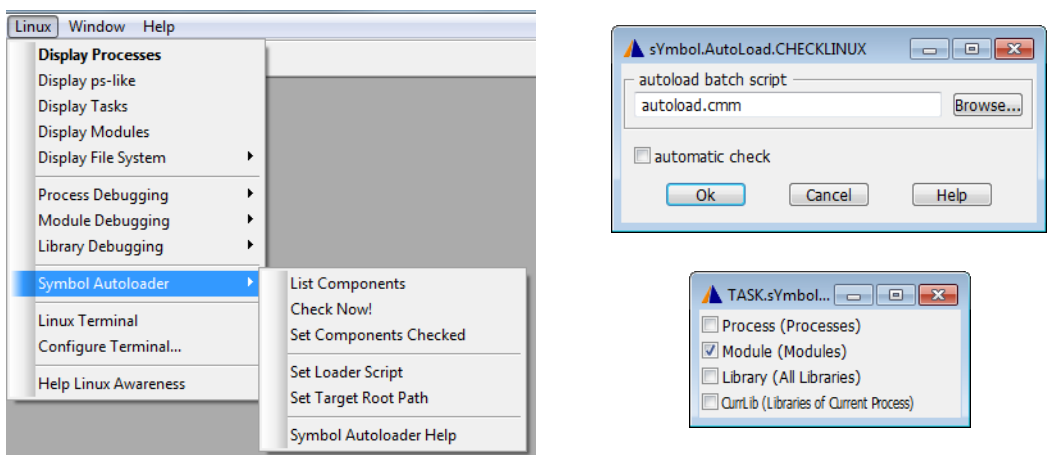 Linux Window Help
Display Processes
Display ps-like
Display Tasks
Display Modules
Display File System
Process Debugging
Module Debugging
Library Debugging
Symbol Autoloader
Linux Terminal
Configure Terminal...
Help Linux Awareness
List Components
Check Now!
Set Components Checked
Set Loader Script
Set Target Root Path
Symbol Autoloader Help
sYmbol.AutoLoad.CHECKLINUX
autoload batch script
autoload.cmm Browse...
automatic check
Ok Cancel Help
TASK.sYmbol...
Process (Processes)
Module (Modules)
Library (All Libraries)
CurrLib (Libraries of Current Process)